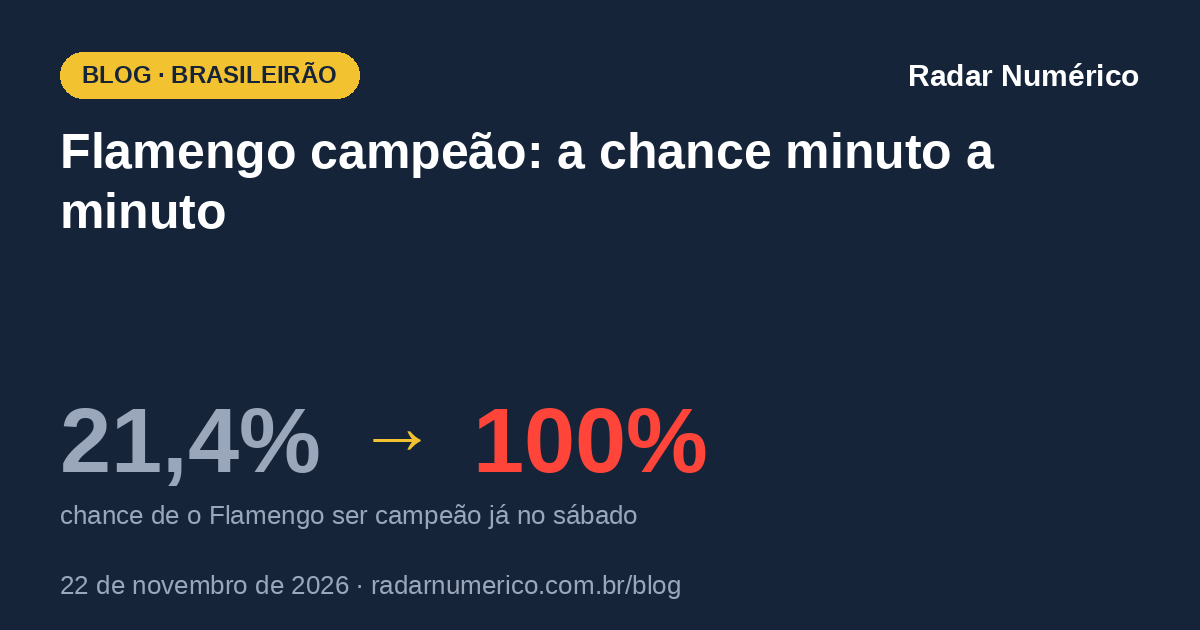 BLOG · BRASILEIRÃO
Radar Numérico
Flamengo campeão: a chance minuto a
minuto
21,4% → 100%
chance de o Flamengo ser campeão já no sábado
22 de novembro de 2026 · radarnumerico.com.br/blog